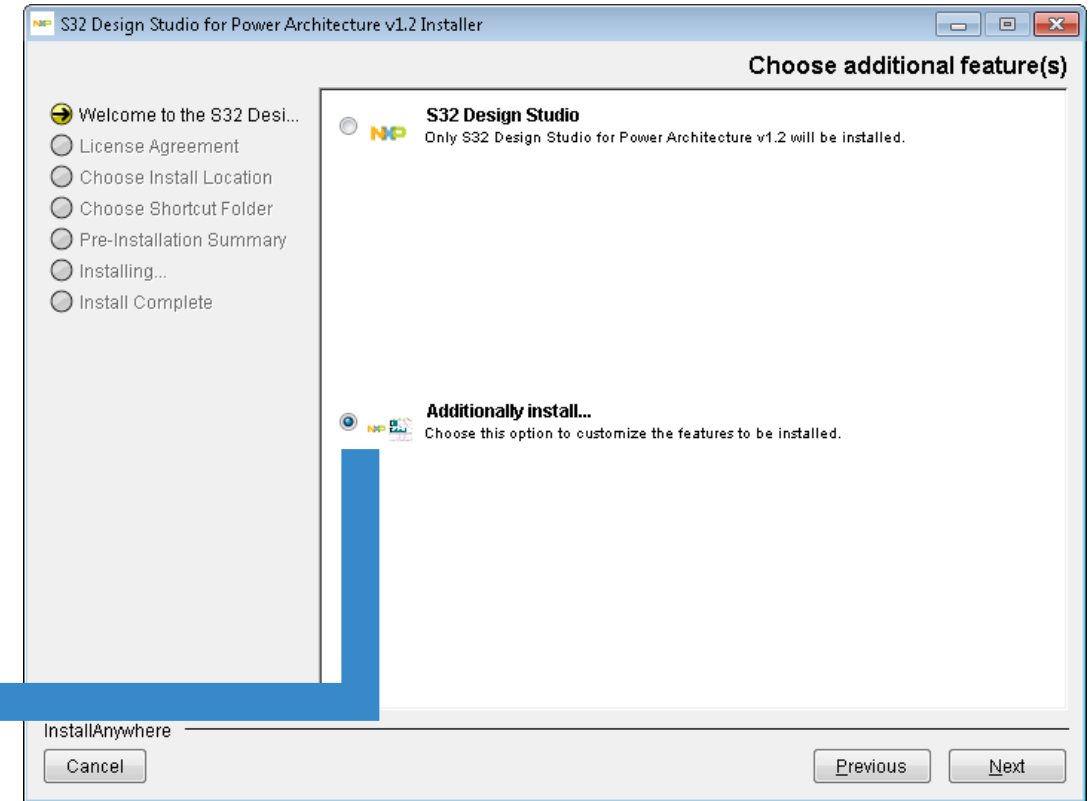 S32 Design Studio for Power Architecture v1.2 Installer
Choose additional feature(s)
Welcome to the S32 Desi...
License Agreement
Choose Install Location
Choose Shortcut Folder
Pre-Installation Summary
Installing...
Install Complete
NXP
S32 Design Studio
Only S32 Design Studio for Power Architecture v1.2 will be installed.
NXP
Additionally install...
Choose this option to customize the features to be installed.
InstallAnywhere
Cancel
Previous
Next